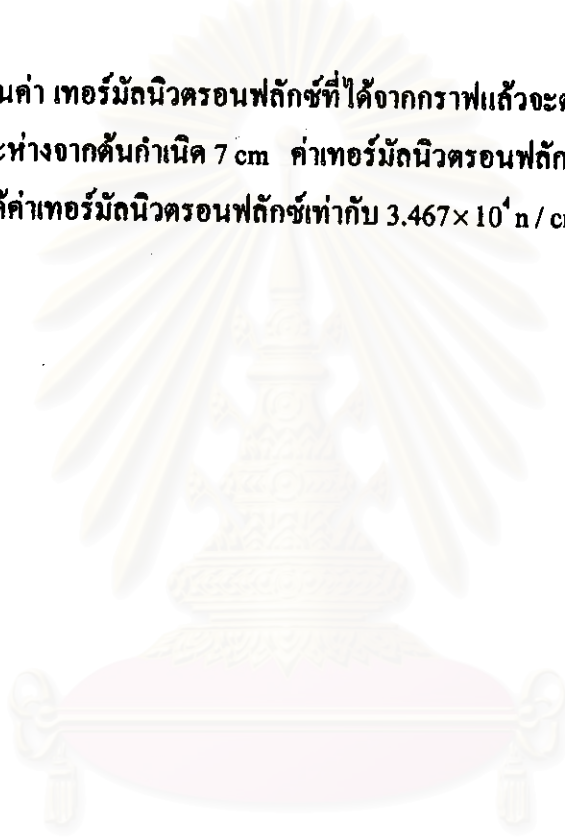 นค่า เทอร์มัลนิวตรอนฟลักซ์ที่ได้จากกราฟแล้วจะ
ะห่างจากต้นกำเนิด 7 cm ค่าเทอร์มัลนิวตรอนฟลัก
ค่าเทอร์มัลนิวตรอนฟลักซ์เท่ากับ 3.467×10⁴ n / c